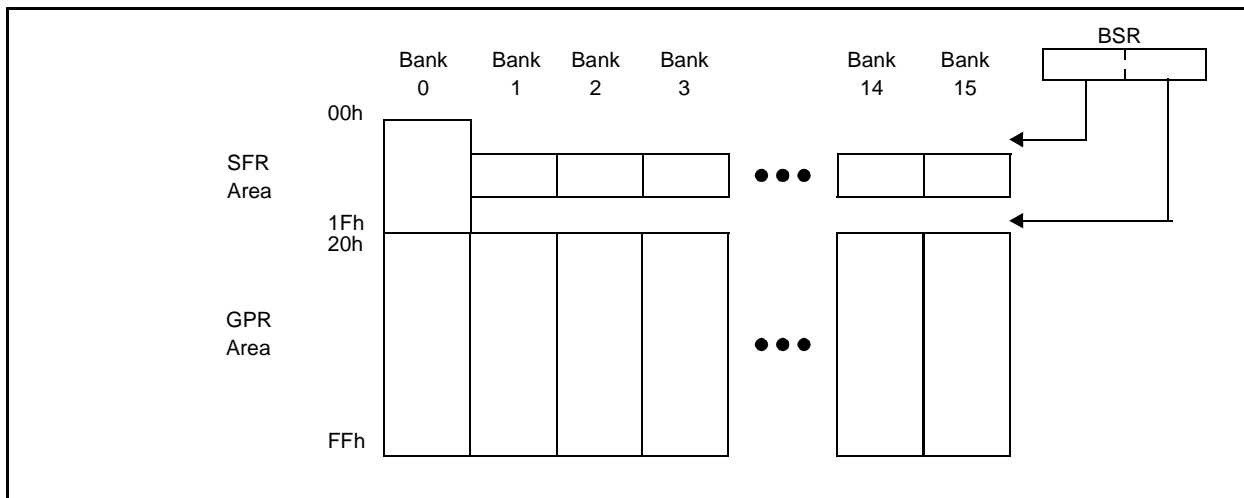 BSR
Bank 0
Bank 1
Bank 2
Bank 3
Bank 14
Bank 15
00h
SFR
Area
1Fh
20h
GPR
Area
FFh